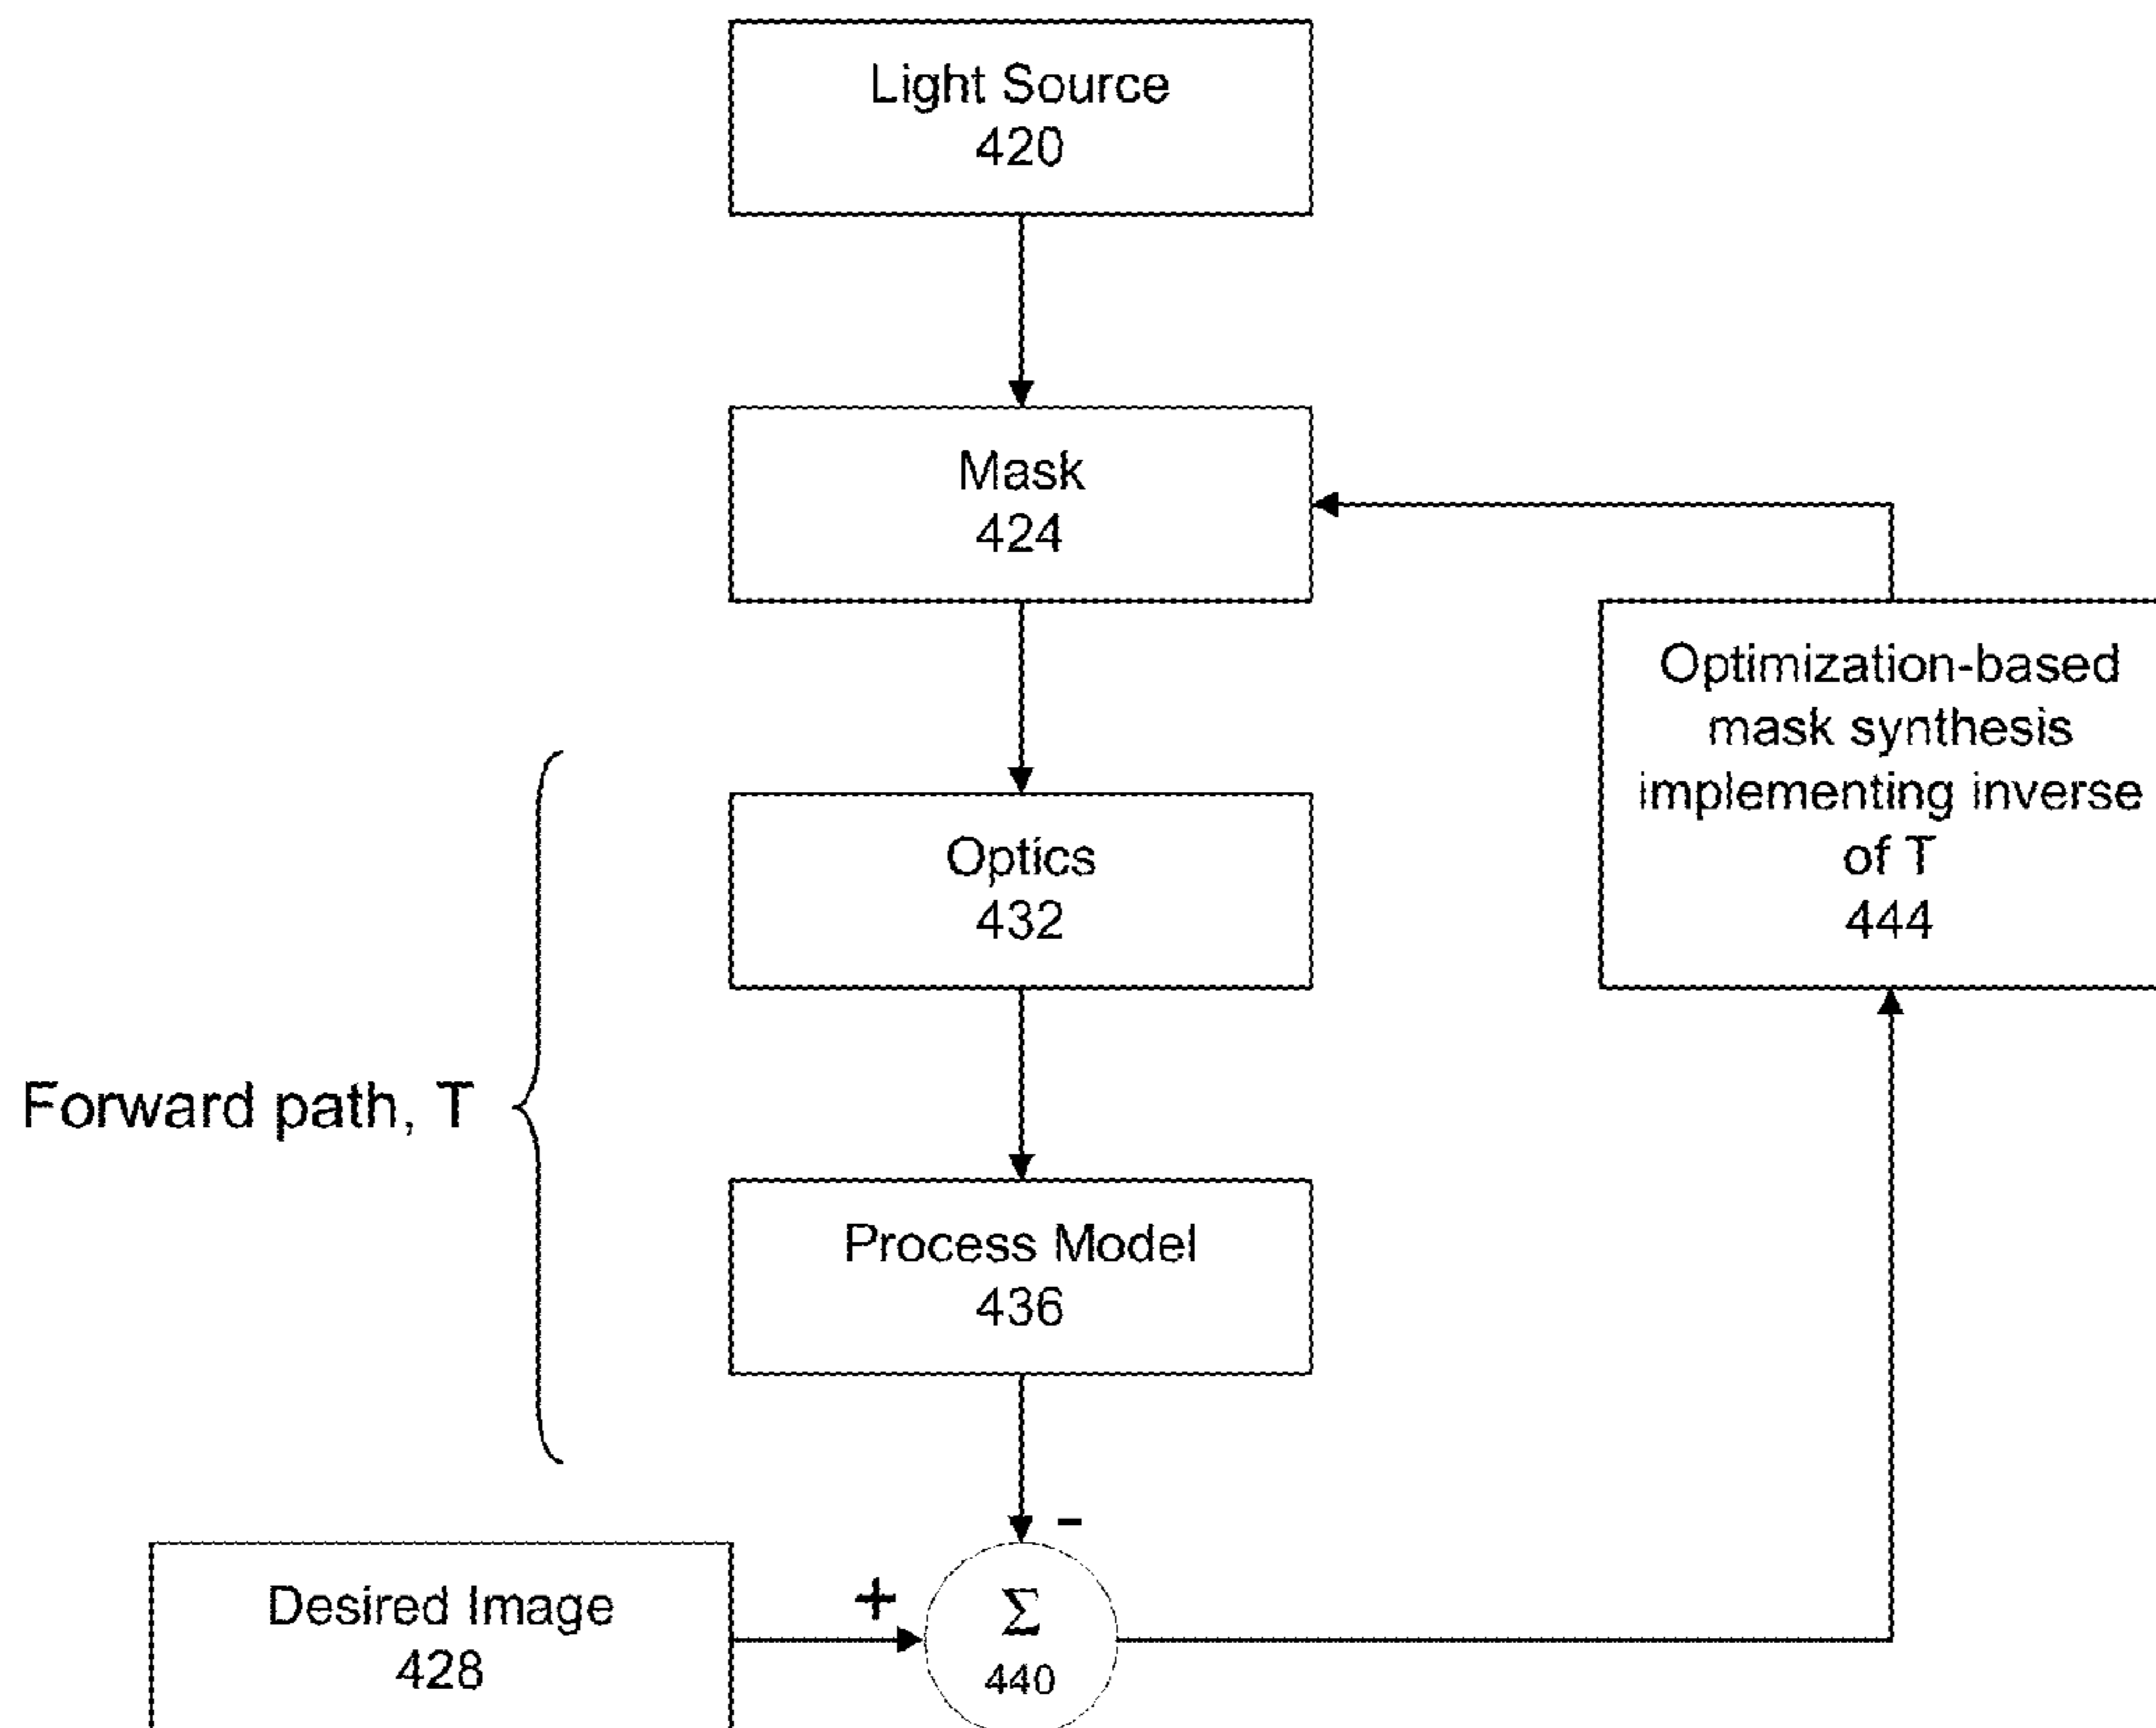 Light Source
420
Mask
424
Optimization-based
mask synthesis
implementing inverse
of T
444
Optics
432
Forward path, T
Process Model
436
-
Desired Image
428
+
Σ
440